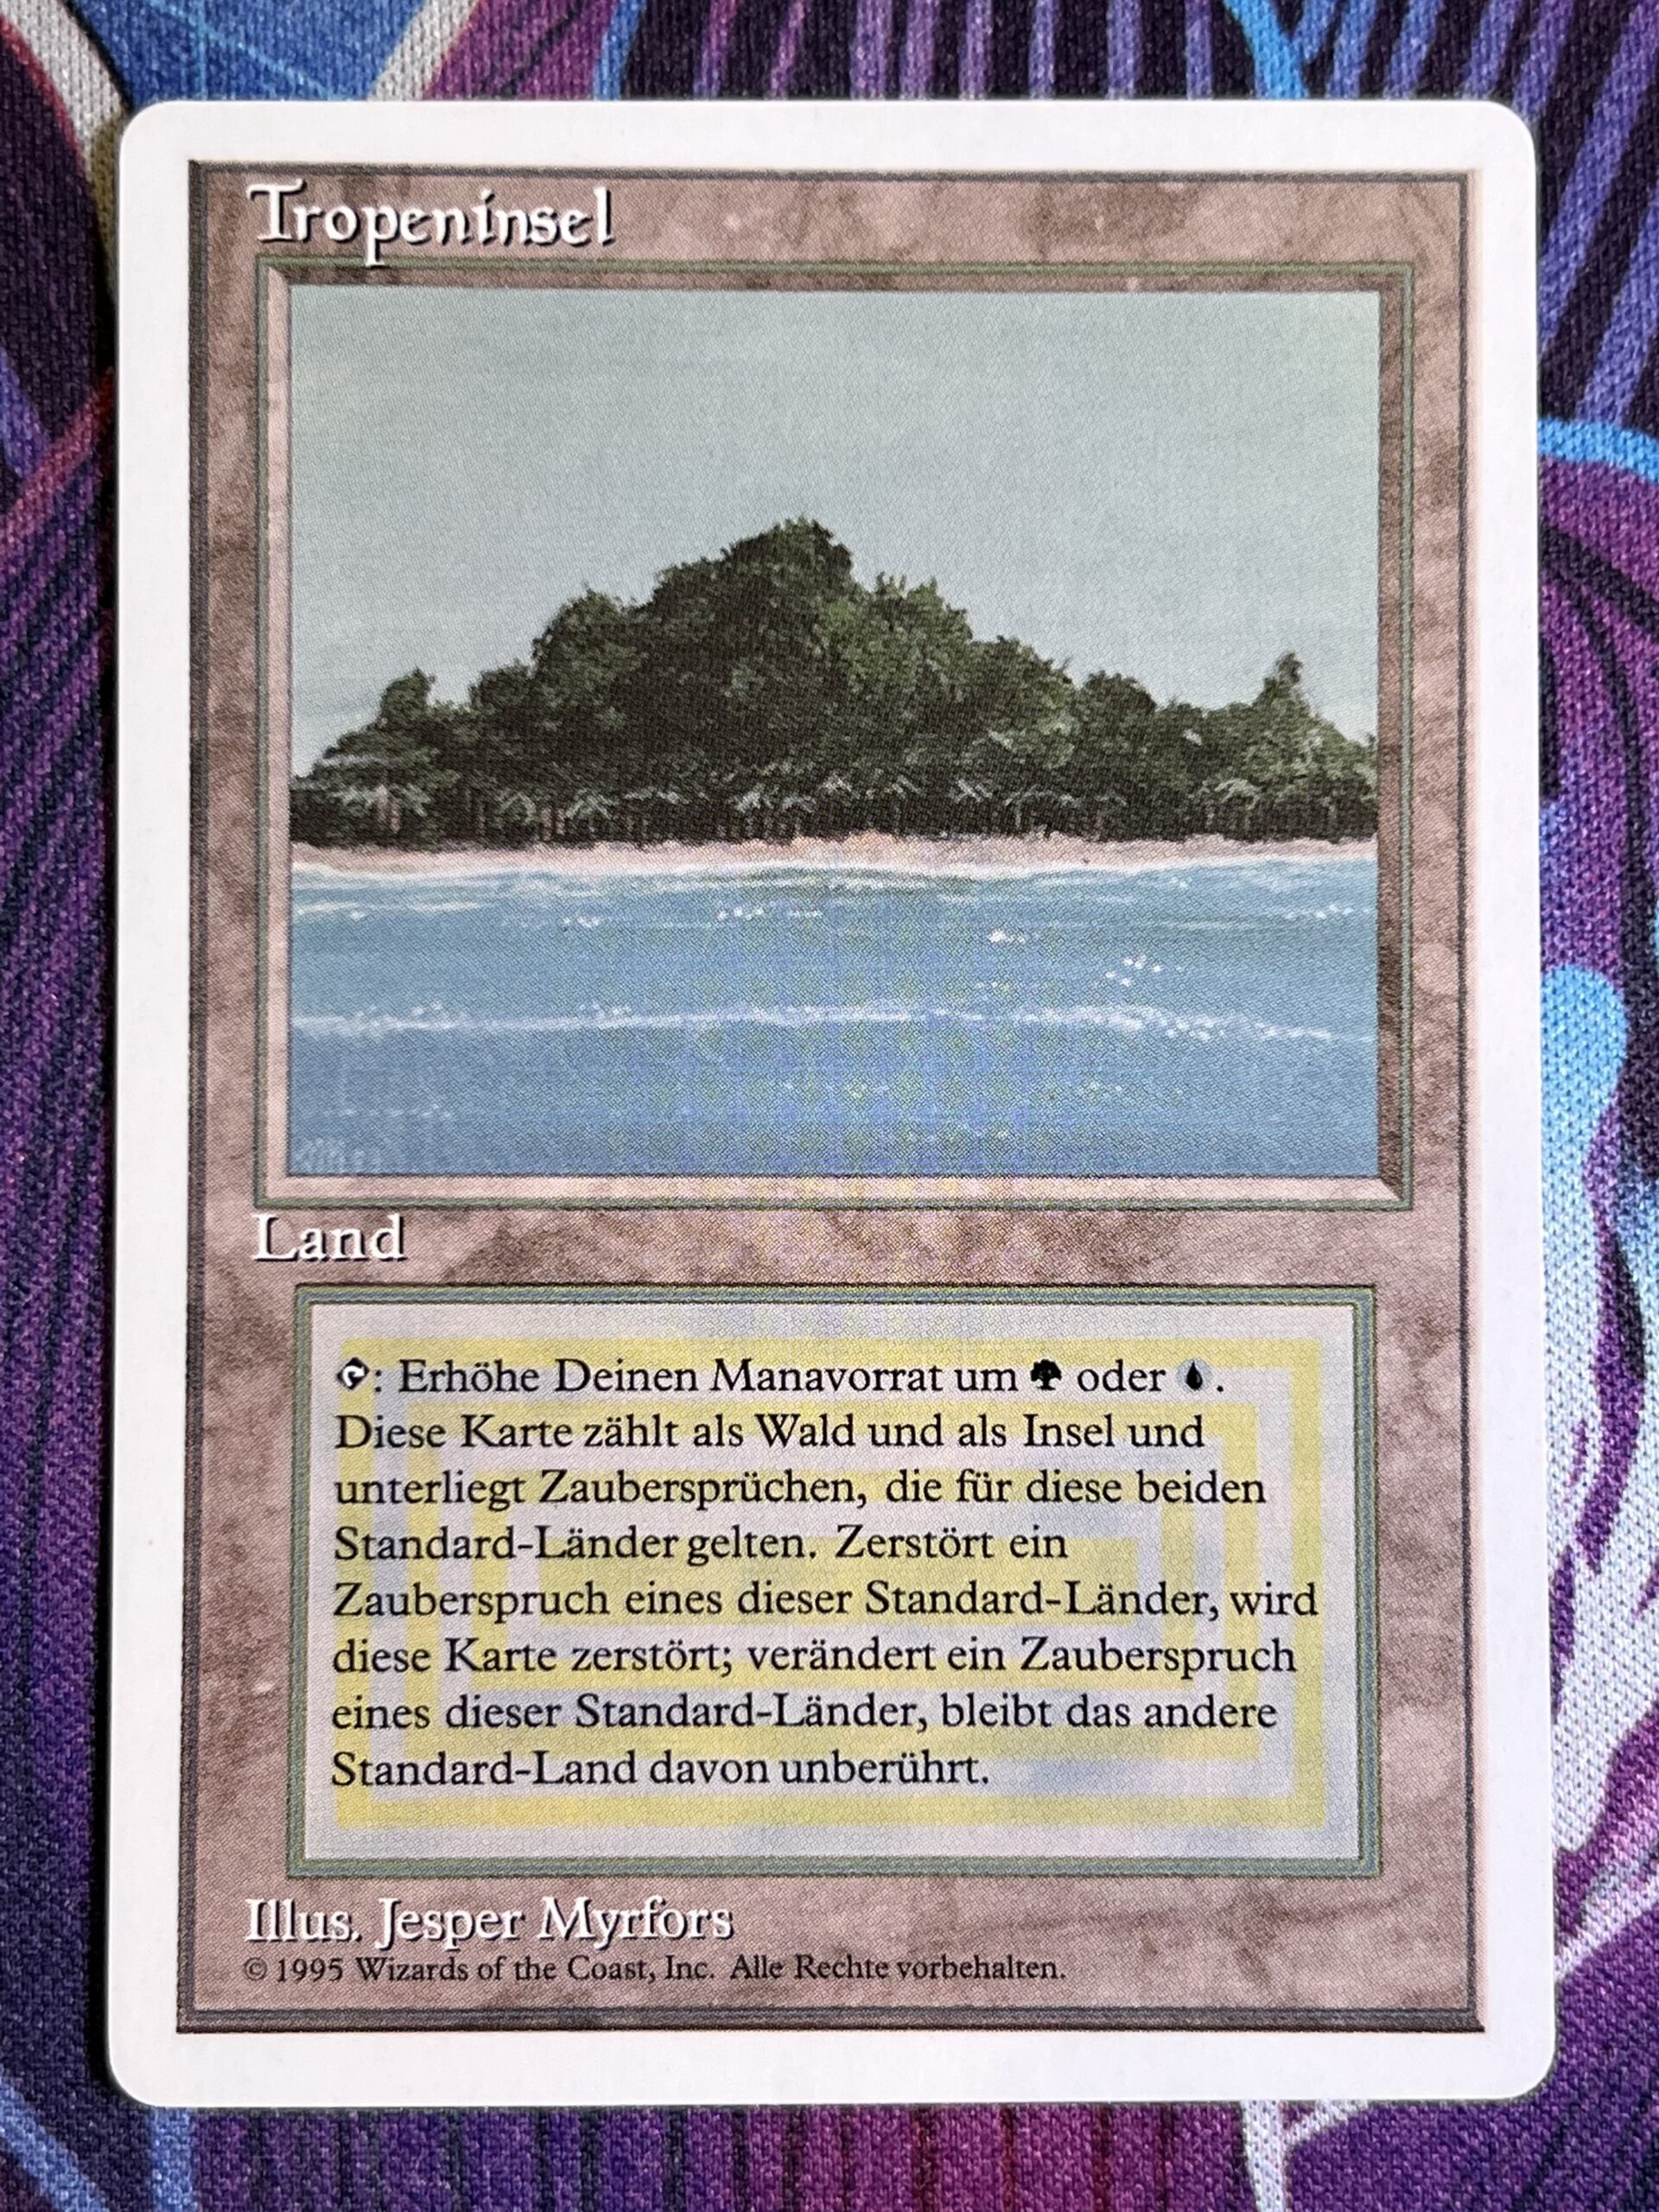 Tropeninsel
Land
: Erhöhe Deinen Manavorrat um oder .
Diese Karte zählt als Wald und als Insel und
unterliegt Zaubersprüchen, die für diese beiden
Standard-Länder gelten. Zerstört ein
Zauberspruch eines dieser Standard-Länder, wird
diese Karte zerstört; verändert ein Zauberspruch
eines dieser Standard-Länder, bleibt das andere
Standard-Land davon unberührt.
Illus. Jesper Myrfors
© 1995 Wizards of the Coast, Inc. Alle Rechte vorbehalten.